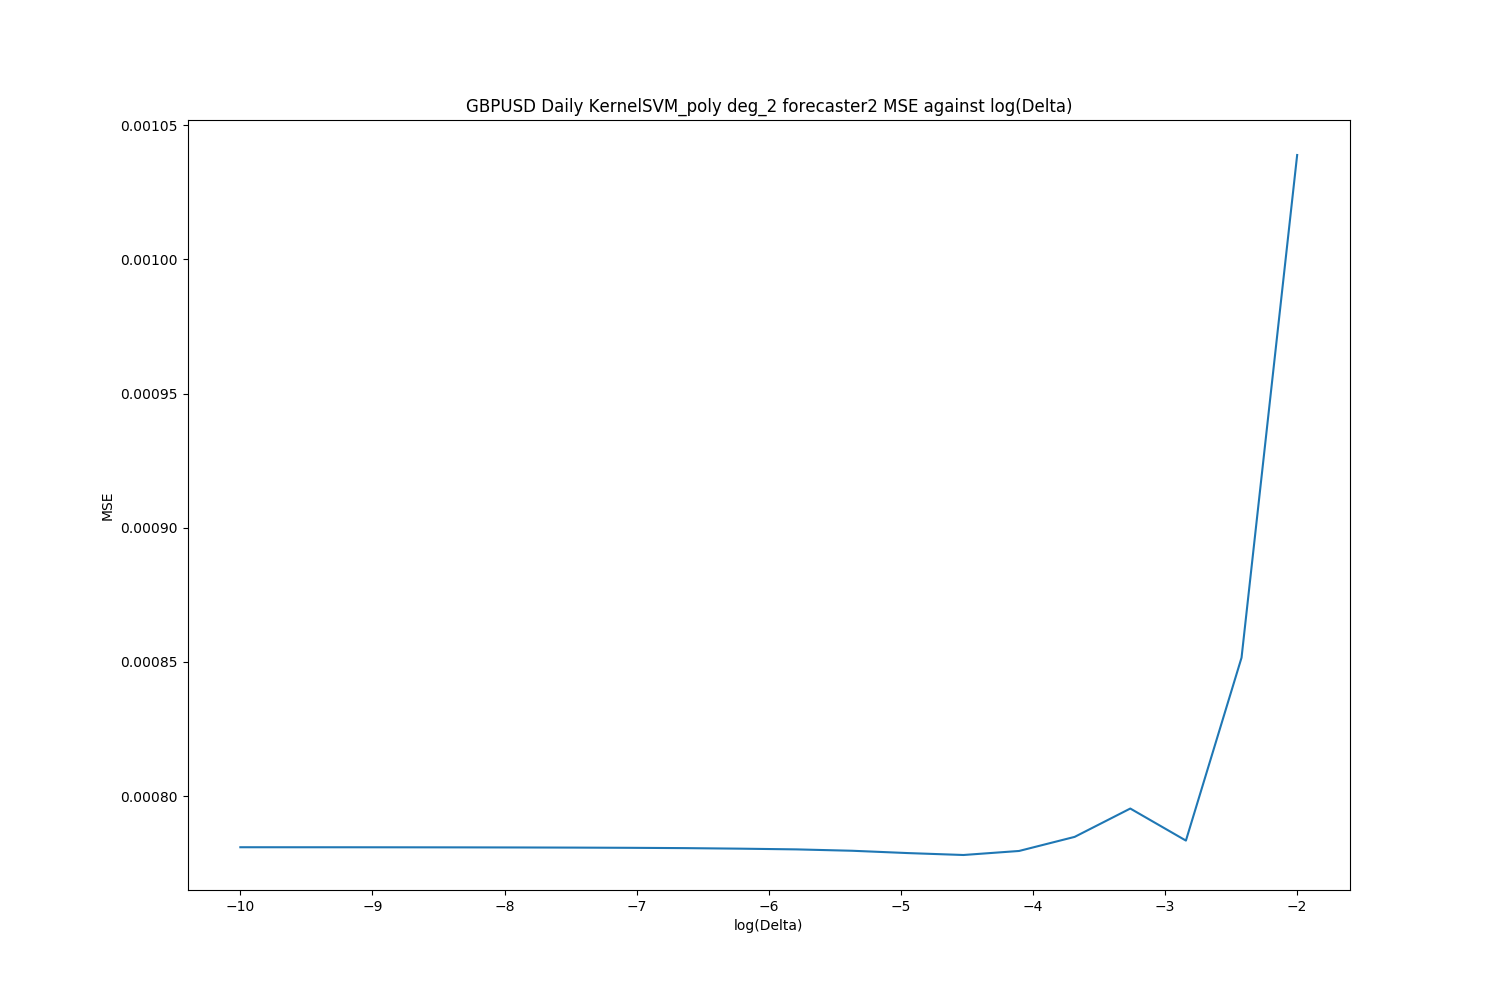 GBPUSD Daily KernelSVM_poly deg_2 forecaster2 MSE against log(Delta)
0.00105
0.00100
0.00095
0.00090
0.00085
0.00080
MSE
−10 −9 −8 −7 −6 −5 −4 −3 −2
log(Delta)